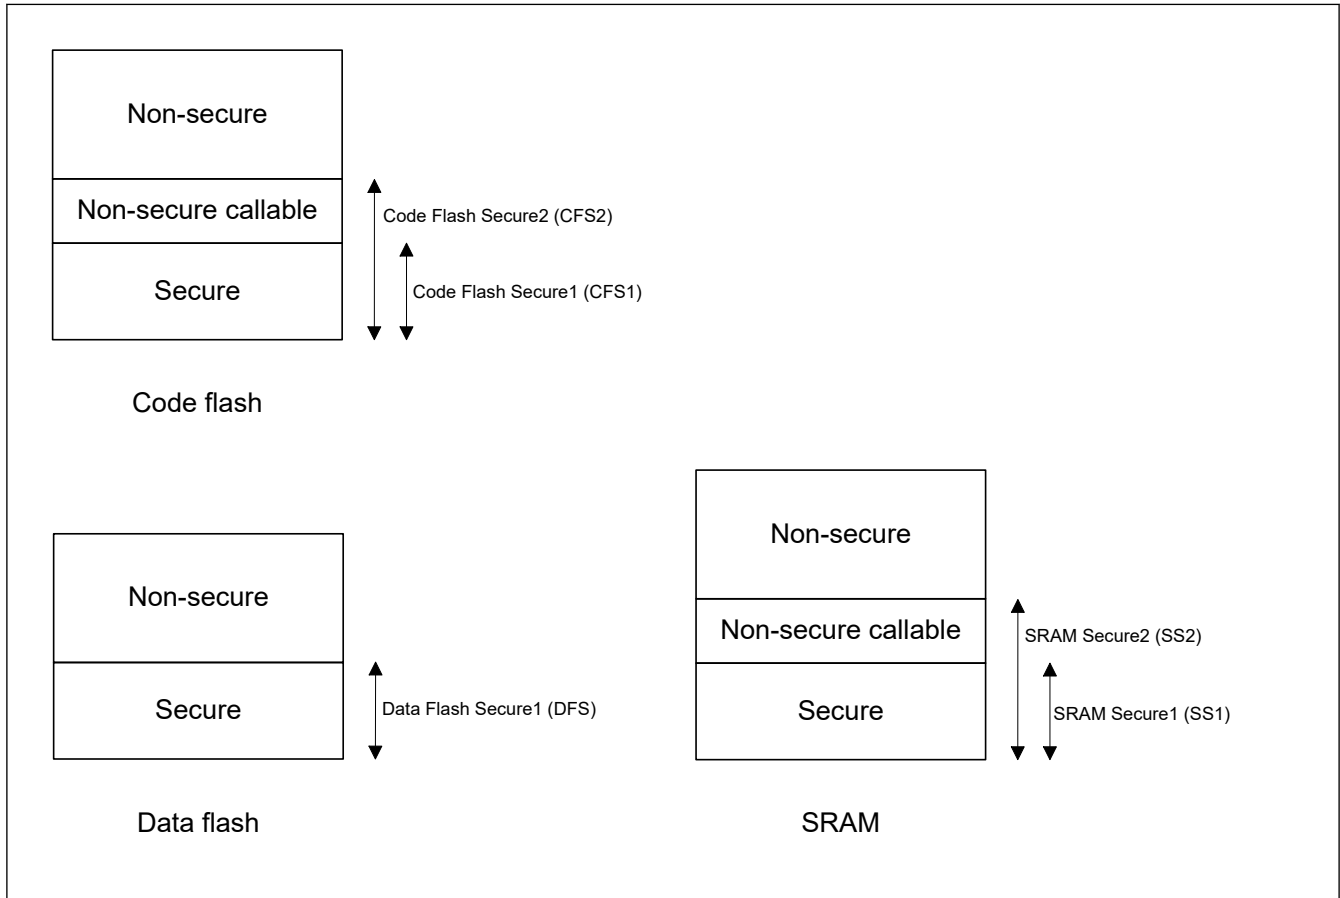 Non-secure
Non-secure callable
Secure
Code Flash Secure2 (CFS2)
Code Flash Secure1 (CFS1)
Code flash
Non-secure
Secure
Data Flash Secure1 (DFS)
Data flash
Non-secure
Non-secure callable
Secure
SRAM Secure2 (SS2)
SRAM Secure1 (SS1)
SRAM